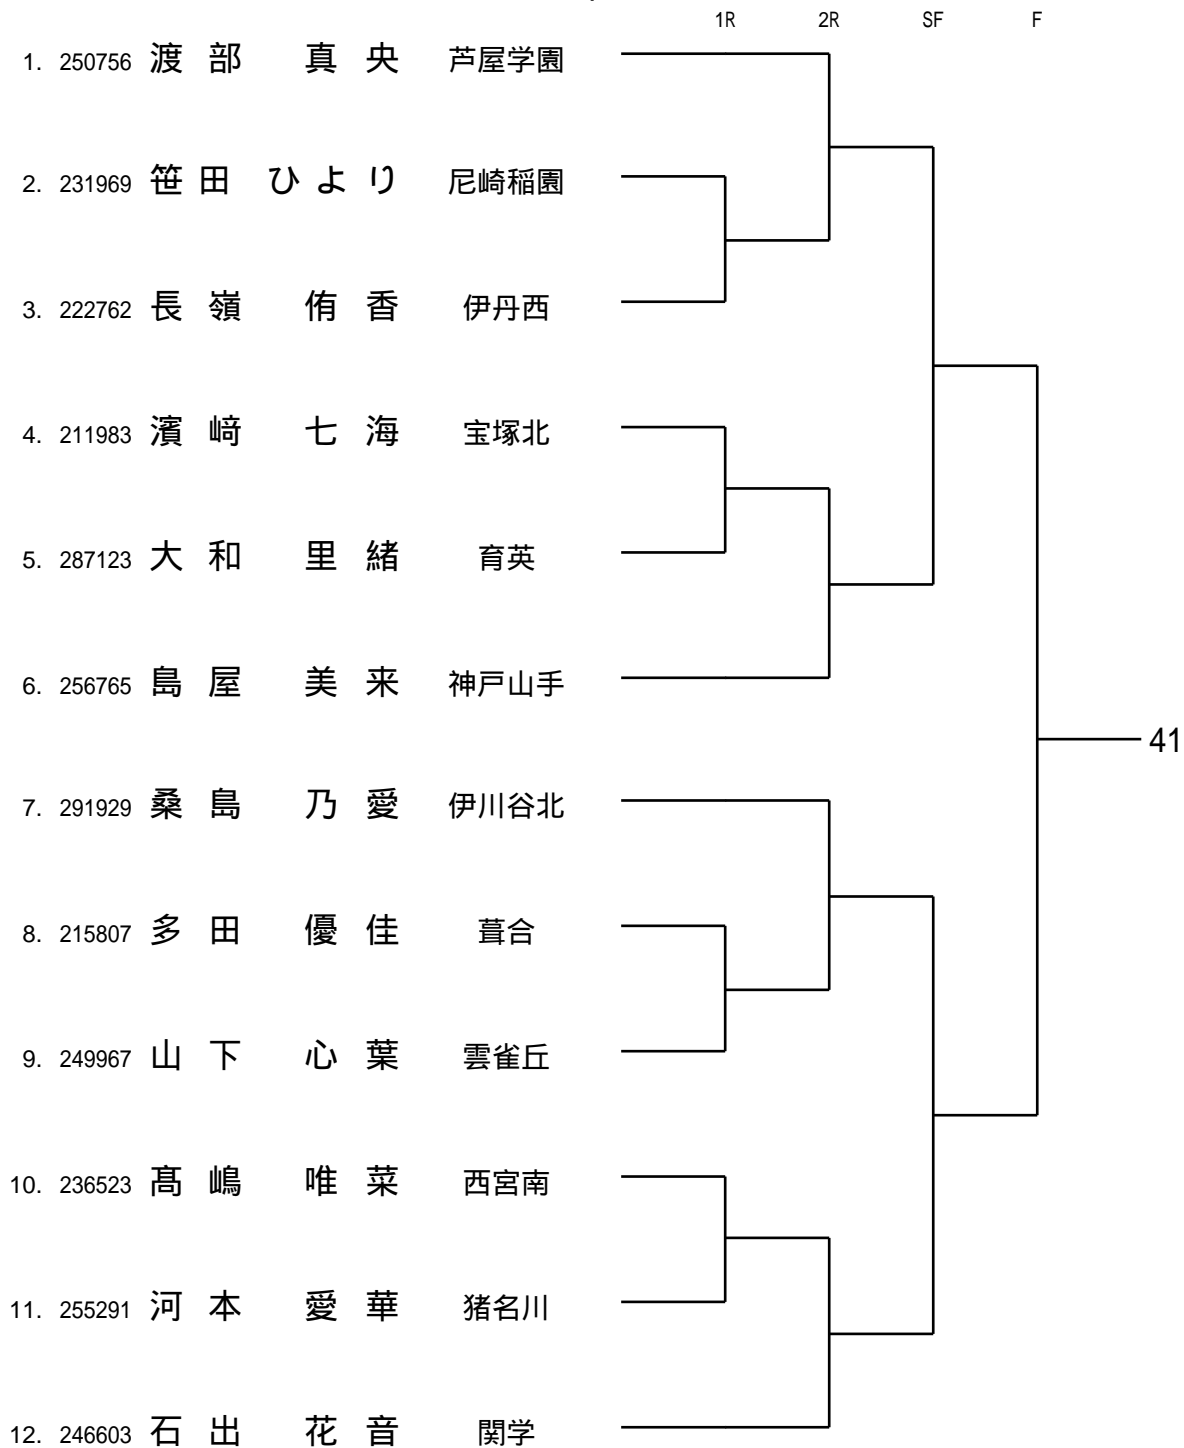 1R 2R SF F
1. 250756 渡部 真央 芦屋学園
2. 231969 笹田 ひより 尼崎稲園
3. 222762 長嶺 侑香 伊丹西
4. 211983 濱﨑 七海 宝塚北
5. 287123 大和 里緒 育英
6. 256765 島屋 美来 神戸山手
41
7. 291929 桑島 乃愛 伊川谷北
8. 215807 多田 優佳 葺合
9. 249967 山下 心葉 雲雀丘
10. 236523 髙嶋 唯菜 西宮南
11. 255291 河本 愛華 猪名川
12. 246603 石出 花音 関学